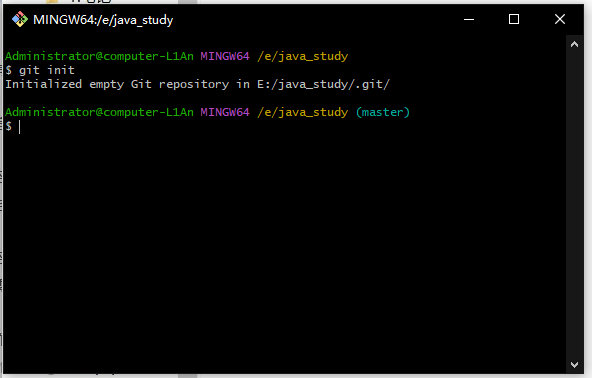 MINGW64:/e/java_study
Administrator@computer-L1An MINGW64 /e/java_study
$ git init
Initialized empty Git repository in E:/java_study/.git/
Administrator@computer-L1An MINGW64 /e/java_study (master)
$